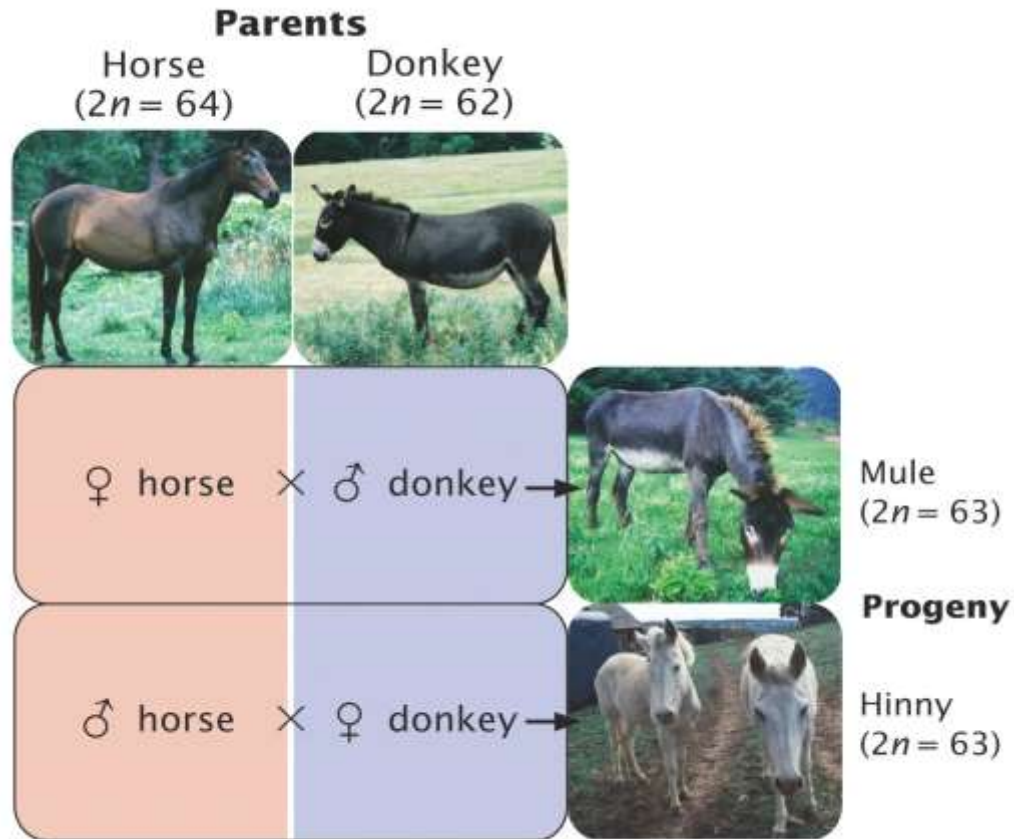 Parents
Horse
(2n = 64)
Donkey
(2n = 62)
♀ horse × ♂ donkey
Mule
(2n = 63)
Progeny
♂ horse × ♀ donkey
Hinny
(2n = 63)